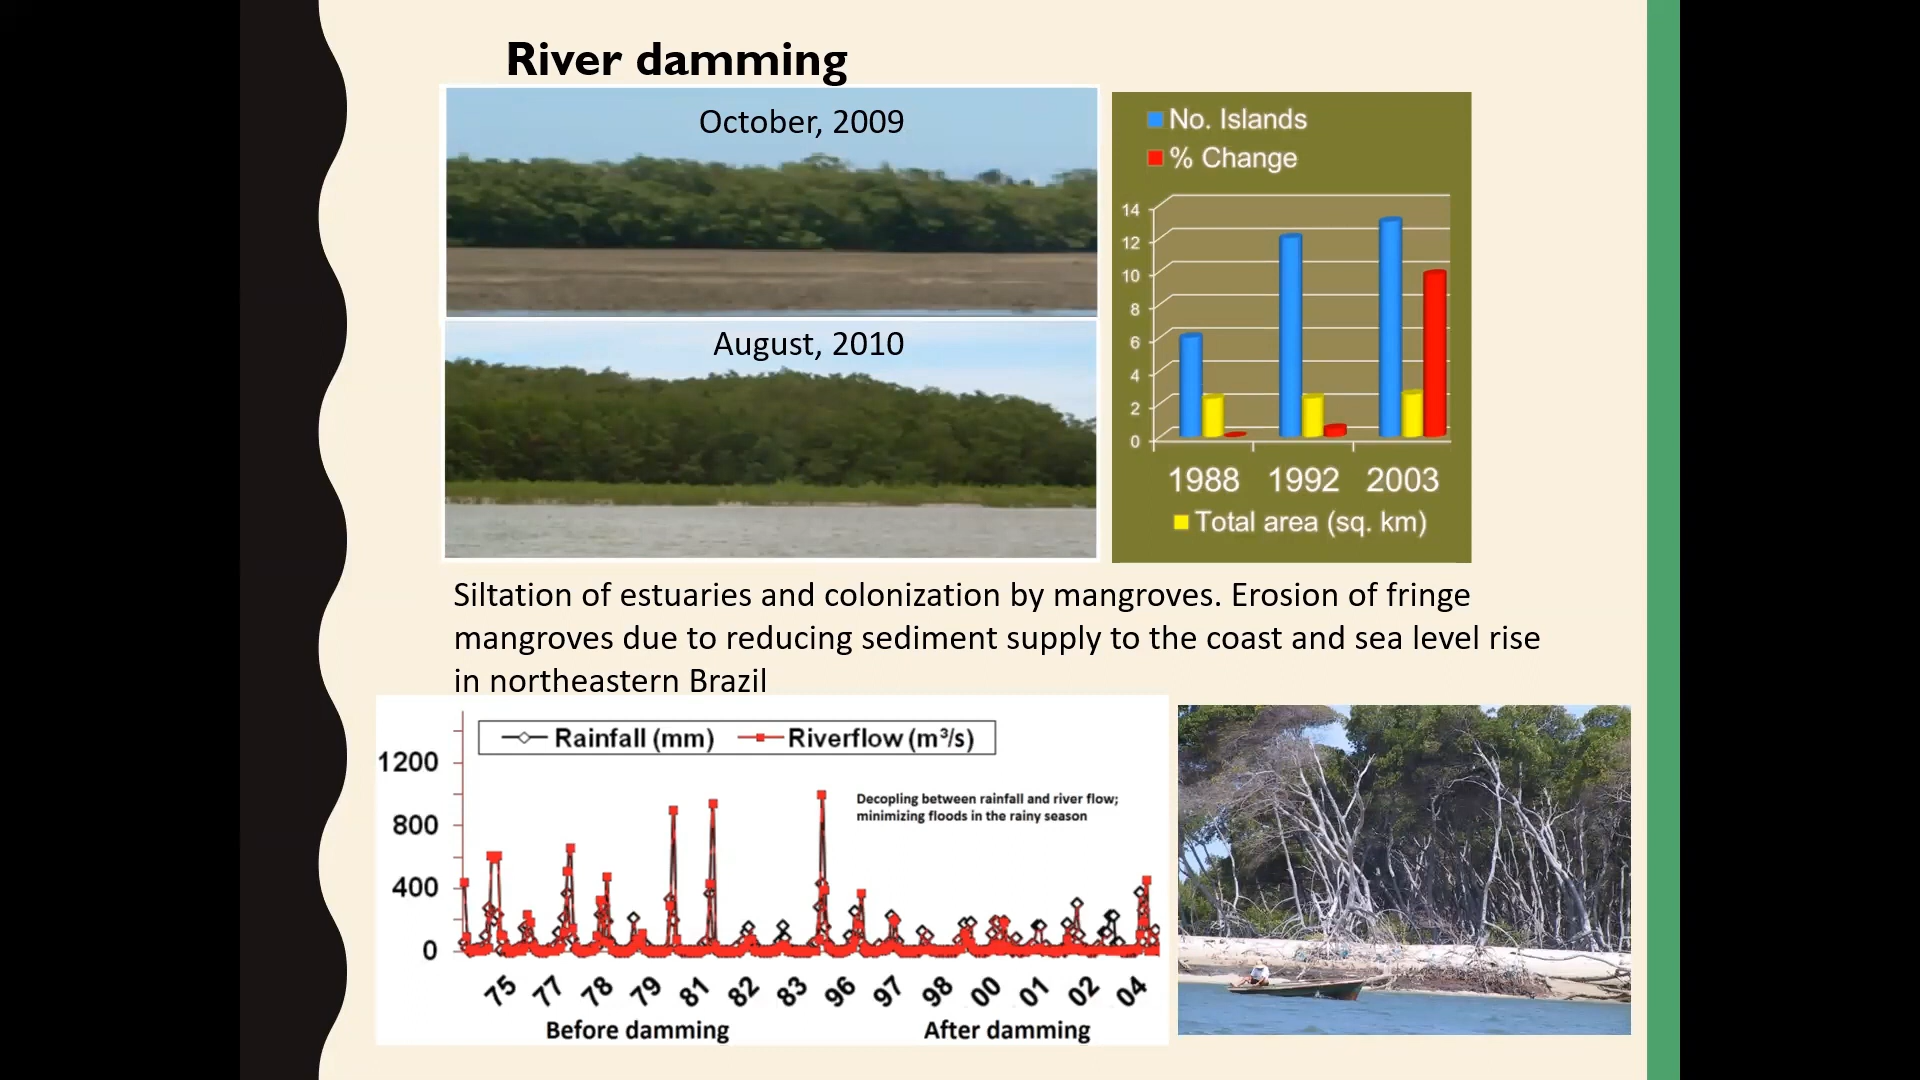 River damming
October, 2009
August, 2010
No. Islands
% Change
14
12
10
8
6
4
2
0
1988 1992 2003
Total area (sq. km)
Siltation of estuaries and colonization by mangroves. Erosion of fringe
mangroves due to reducing sediment supply to the coast and sea level rise
in northeastern Brazil
Rainfall (mm) Riverflow (m³/s)
1200
800
400
0
Decopling between rainfall and river flow;
minimizing floods in the rainy season
75 77 78 79 81 82 83 96 97 98 00 01 02 04
Before damming After damming